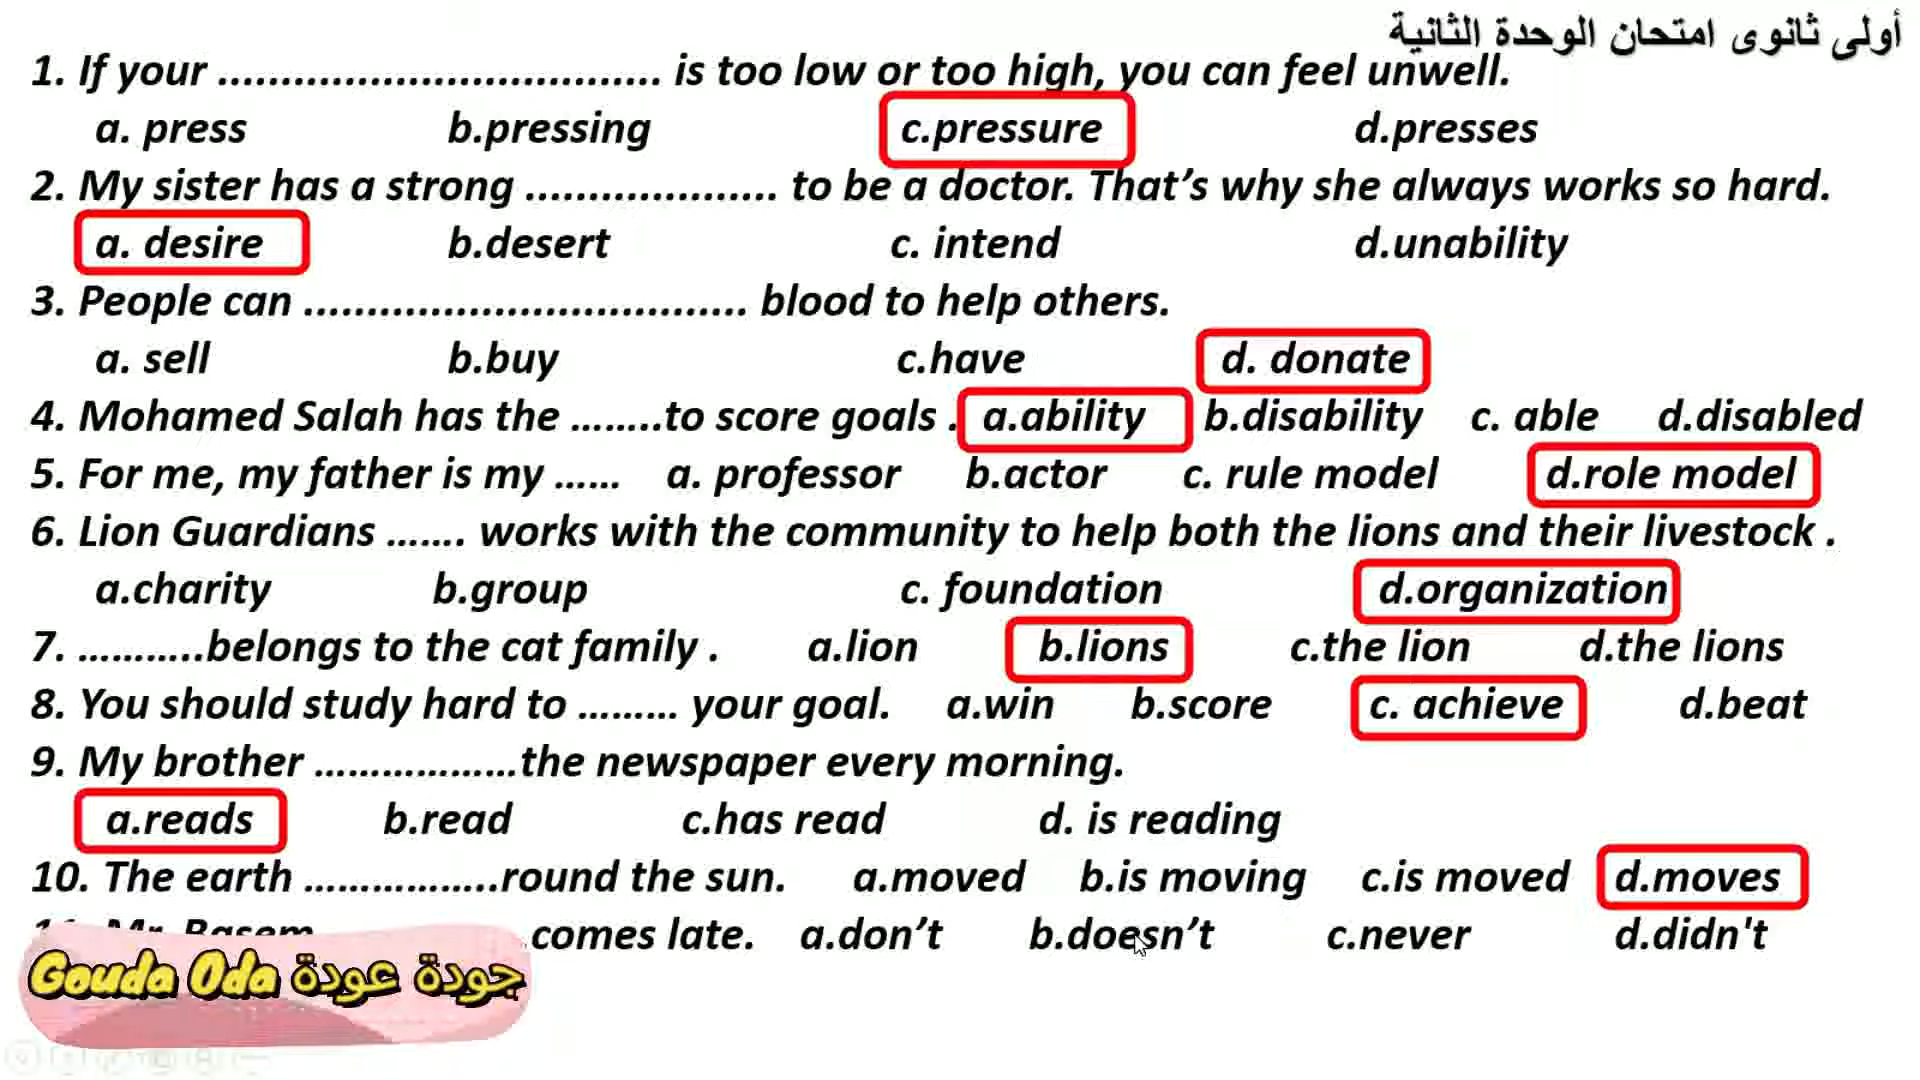 أولى ثانوى امتحان الوحدة الثانية
1. If your .................................. is too low or too high, you can feel unwell.
a. press b.pressing c.pressure d.presses
2. My sister has a strong .................... to be a doctor. That’s why she always works so hard.
a. desire b.desert c. intend d.unability
3. People can ................................... blood to help others.
a. sell b.buy c.have d. donate
4. Mohamed Salah has the ……..to score goals . a.ability b.disability c. able d.disabled
5. For me, my father is my …… a. professor b.actor c. rule model d.role model
6. Lion Guardians ……. works with the community to help both the lions and their livestock .
a.charity b.group c. foundation d.organization
7. ………..belongs to the cat family . a.lion b.lions c.the lion d.the lions
8. You should study hard to ……… your goal. a.win b.score c. achieve d.beat
9. My brother ………………the newspaper every morning.
a.reads b.read c.has read d. is reading
10. The earth ……………..round the sun. a.moved b.is moving c.is moved d.moves
11. Mr. Basem comes late. a.don’t b.doesn’t c.never d.didn't
Gouda Oda جودة عودة